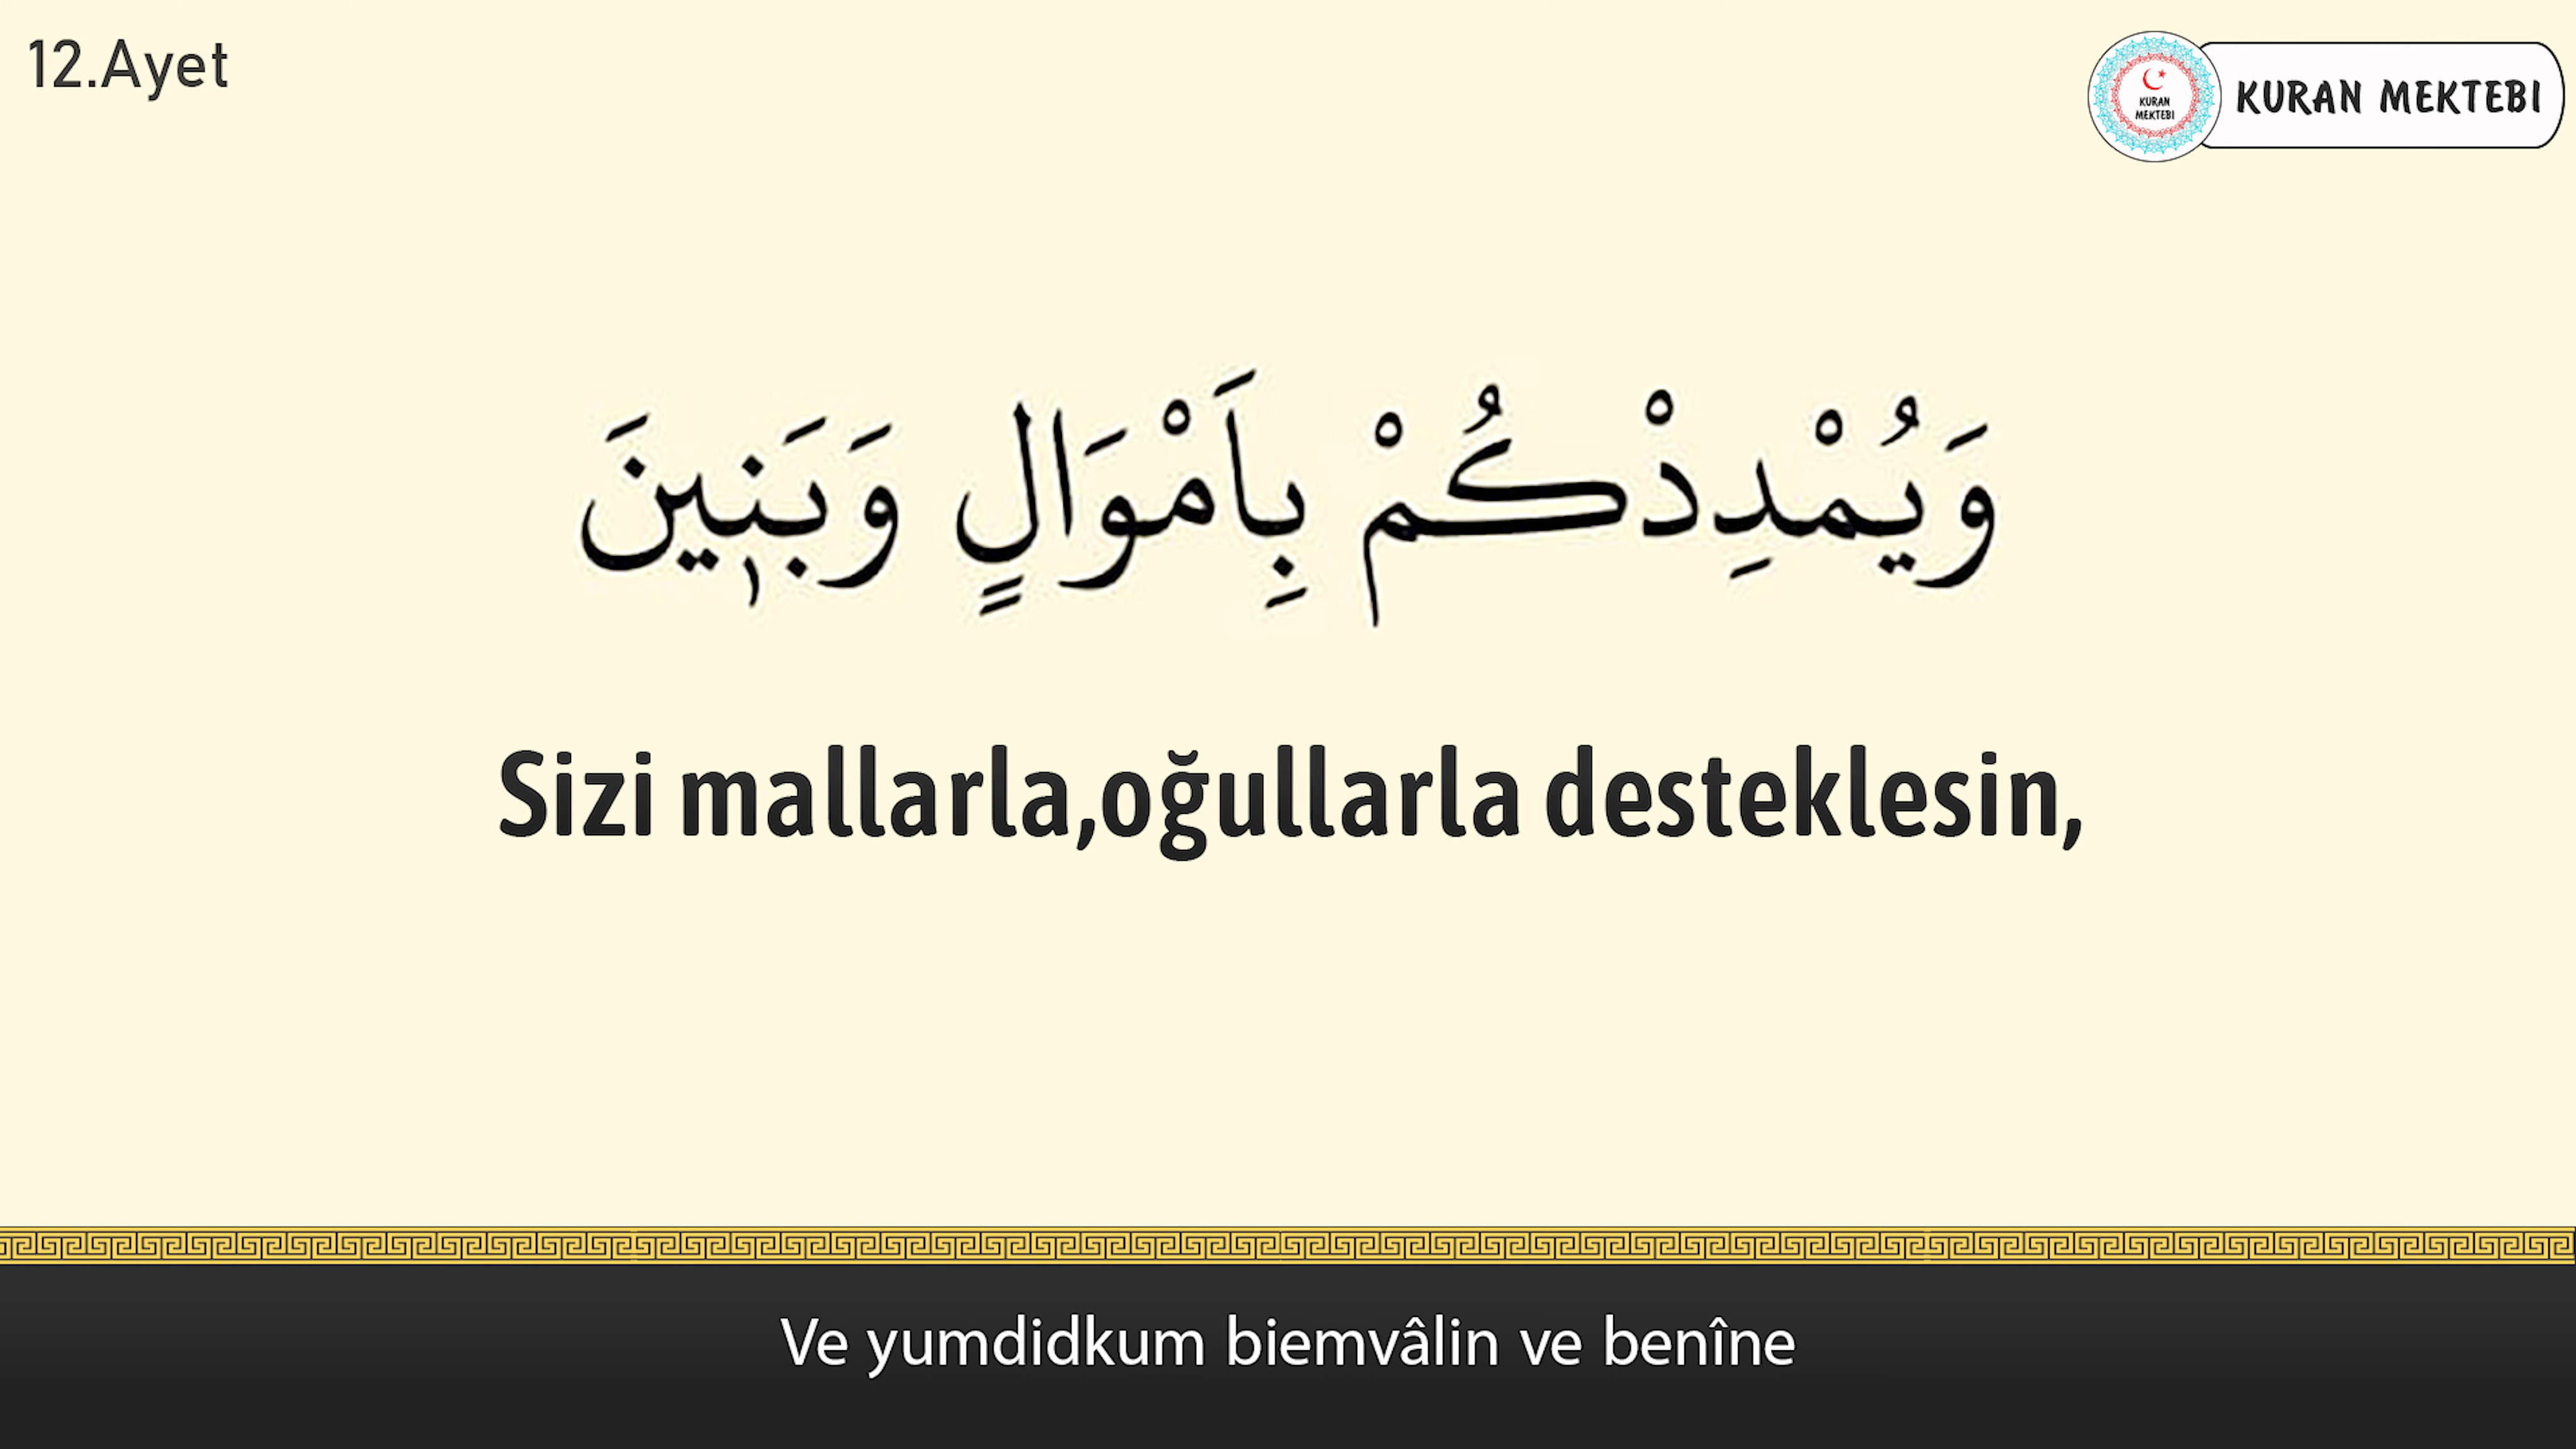 12.Ayet
KURAN
MEKTEBI
KURAN MEKTEBI
وَيُمْدِدْكُمْ بِاَمْوَالٍ وَبَنٖينَ
Sizi mallarla,oğullarla desteklesin,
Ve yumdidkum biemvâlin ve benîne